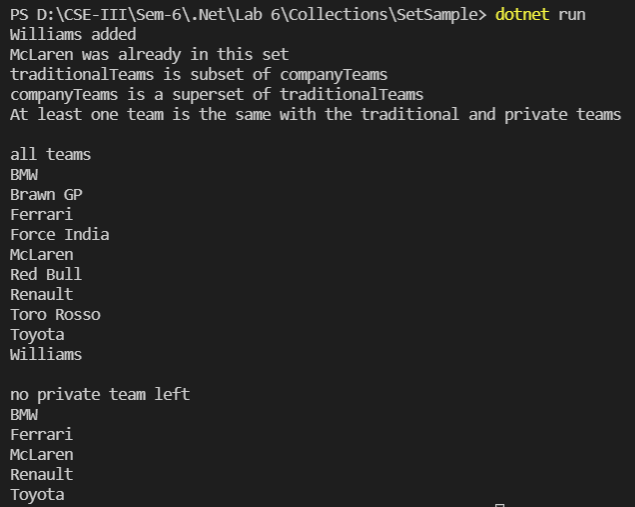 PS D:\CSE-III\Sem-6\.Net\Lab 6\Collections\SetSample> dotnet run
Williams added
McLaren was already in this set
traditionalTeams is subset of companyTeams
companyTeams is a superset of traditionalTeams
At least one team is the same with the traditional and private teams

all teams
BMW
Brawn GP
Ferrari
Force India
McLaren
Red Bull
Renault
Toro Rosso
Toyota
Williams

no private team left
BMW
Ferrari
McLaren
Renault
Toyota